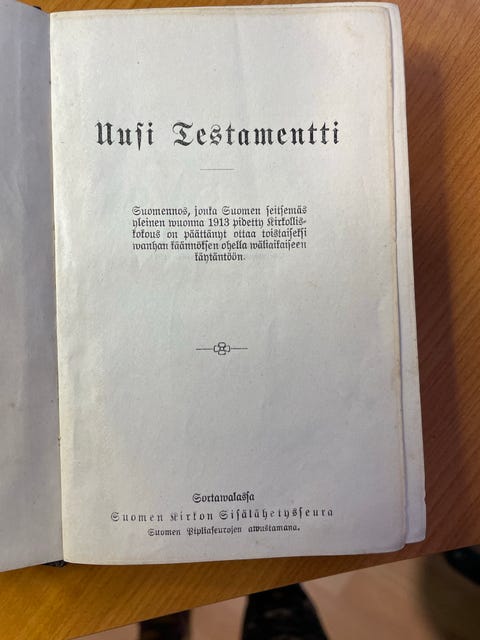 Uusi Testamentti
Suomennos, jonka Suomen seitsemäs
yleinen wuonna 1913 pidetty Kirkollis-
kokous on päättänyt ottaa toistaiseksi
wanhan käännöksen ohella wäliaikaiseen
käytäntöön.
Sortawalassa
Suomen Kirkon Sisälähetysseura
Suomen Pipliaseurojen awustamana.